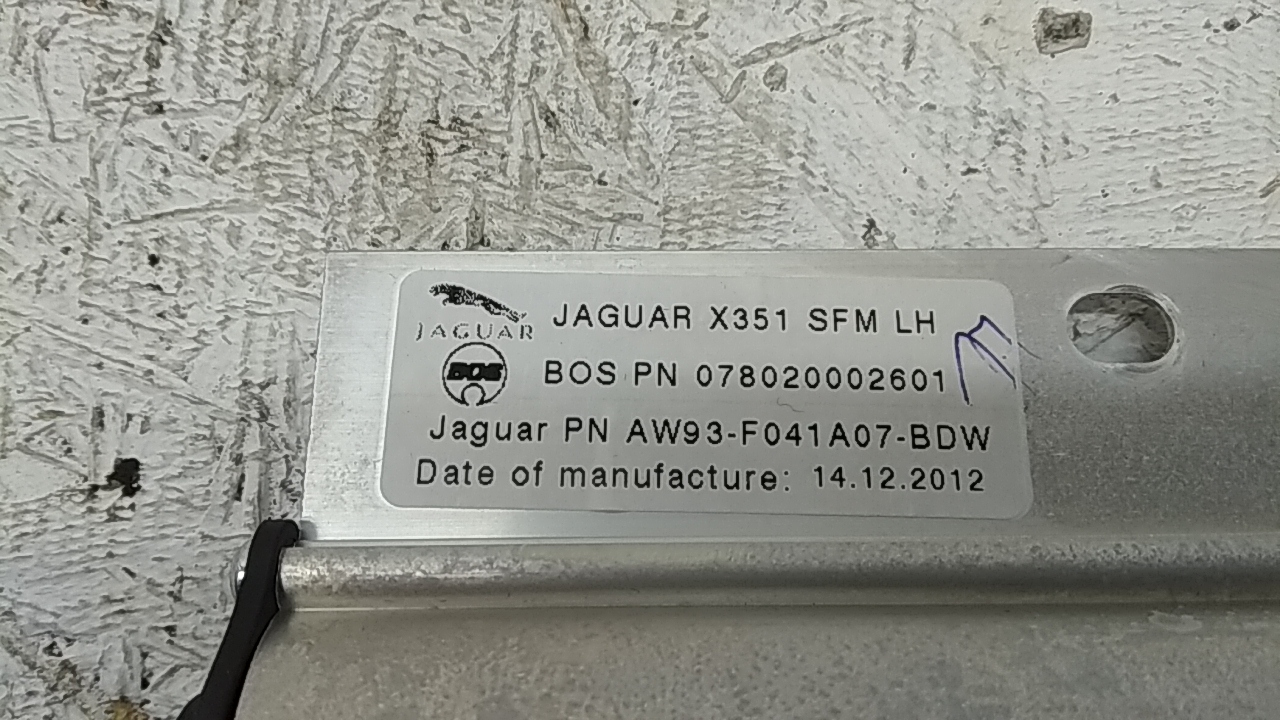 JAGUAR
JAGUAR X351 SFM LH
BOS
BOS PN 078020002601
Jaguar PN AW93-F041A07-BDW
Date of manufacture: 14.12.2012